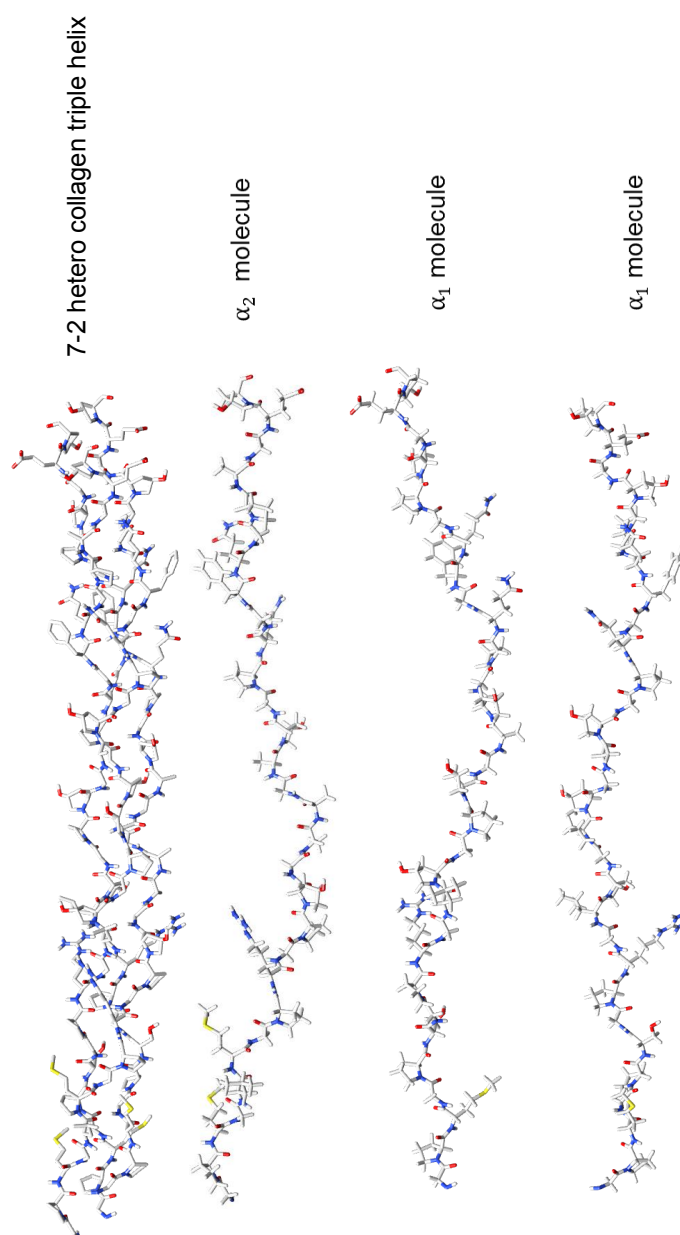 7-2 hetero collagen triple helix
α₂ molecule
α₁ molecule
α₁ molecule